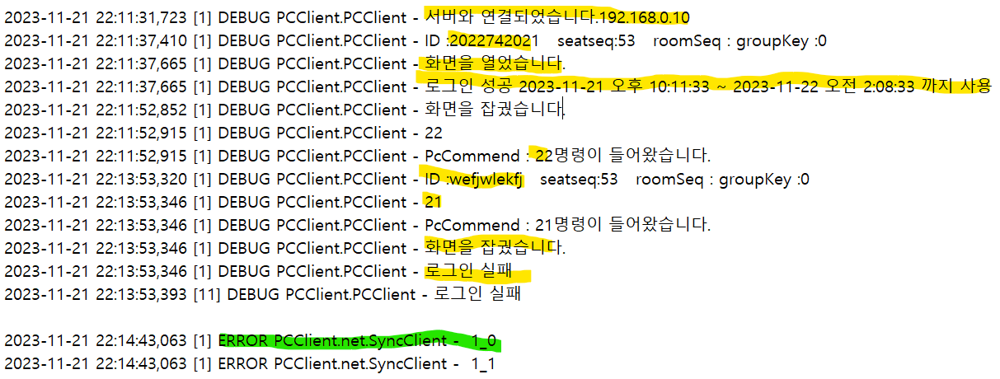 2023-11-21 22:11:31,723 [1] DEBUG PCClient.PCClient - 서버와 연결되었습니다.192.168.0.10
2023-11-21 22:11:37,410 [1] DEBUG PCClient.PCClient - ID :2022742021 seatseq:53 roomSeq : groupKey :0
2023-11-21 22:11:37,665 [1] DEBUG PCClient.PCClient - 화면을 열었습니다.
2023-11-21 22:11:37,665 [1] DEBUG PCClient.PCClient - 로그인 성공 2023-11-21 오후 10:11:33 ~ 2023-11-22 오전 2:08:33 까지 사용
2023-11-21 22:11:52,852 [1] DEBUG PCClient.PCClient - 화면을 잡궜습니다.
2023-11-21 22:11:52,915 [1] DEBUG PCClient.PCClient - 22
2023-11-21 22:11:52,915 [1] DEBUG PCClient.PCClient - PcCommend : 22명령이 들어왔습니다.
2023-11-21 22:13:53,320 [1] DEBUG PCClient.PCClient - ID :wefjwlekfj seatseq:53 roomSeq : groupKey :0
2023-11-21 22:13:53,346 [1] DEBUG PCClient.PCClient - 21
2023-11-21 22:13:53,346 [1] DEBUG PCClient.PCClient - PcCommend : 21명령이 들어왔습니다.
2023-11-21 22:13:53,346 [1] DEBUG PCClient.PCClient - 화면을 잡궜습니다.
2023-11-21 22:13:53,346 [1] DEBUG PCClient.PCClient - 로그인 실패
2023-11-21 22:13:53,393 [11] DEBUG PCClient.PCClient - 로그인 실패
2023-11-21 22:14:43,063 [1] ERROR PCClient.net.SyncClient - 1_0
2023-11-21 22:14:43,063 [1] ERROR PCClient.net.SyncClient - 1_1